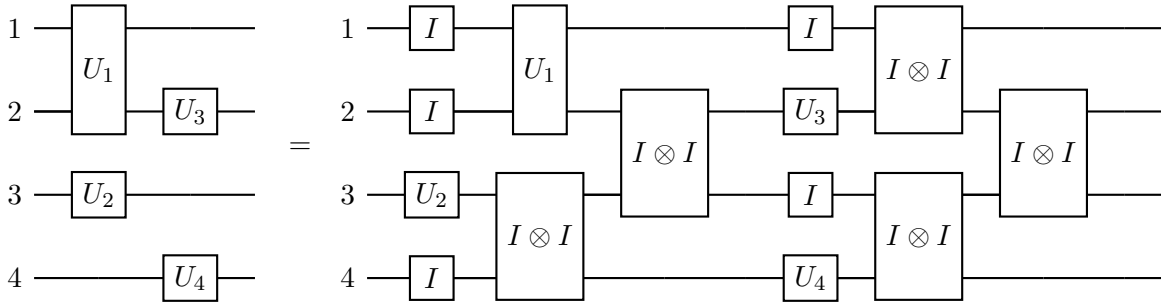 1 U₁ 1 I U₁ I I ⊗ I
2 U₃ 2 I I ⊗ I U₃ I ⊗ I
=
3 U₂ 3 U₂ I ⊗ I I I ⊗ I
4 U₄ 4 I U₄